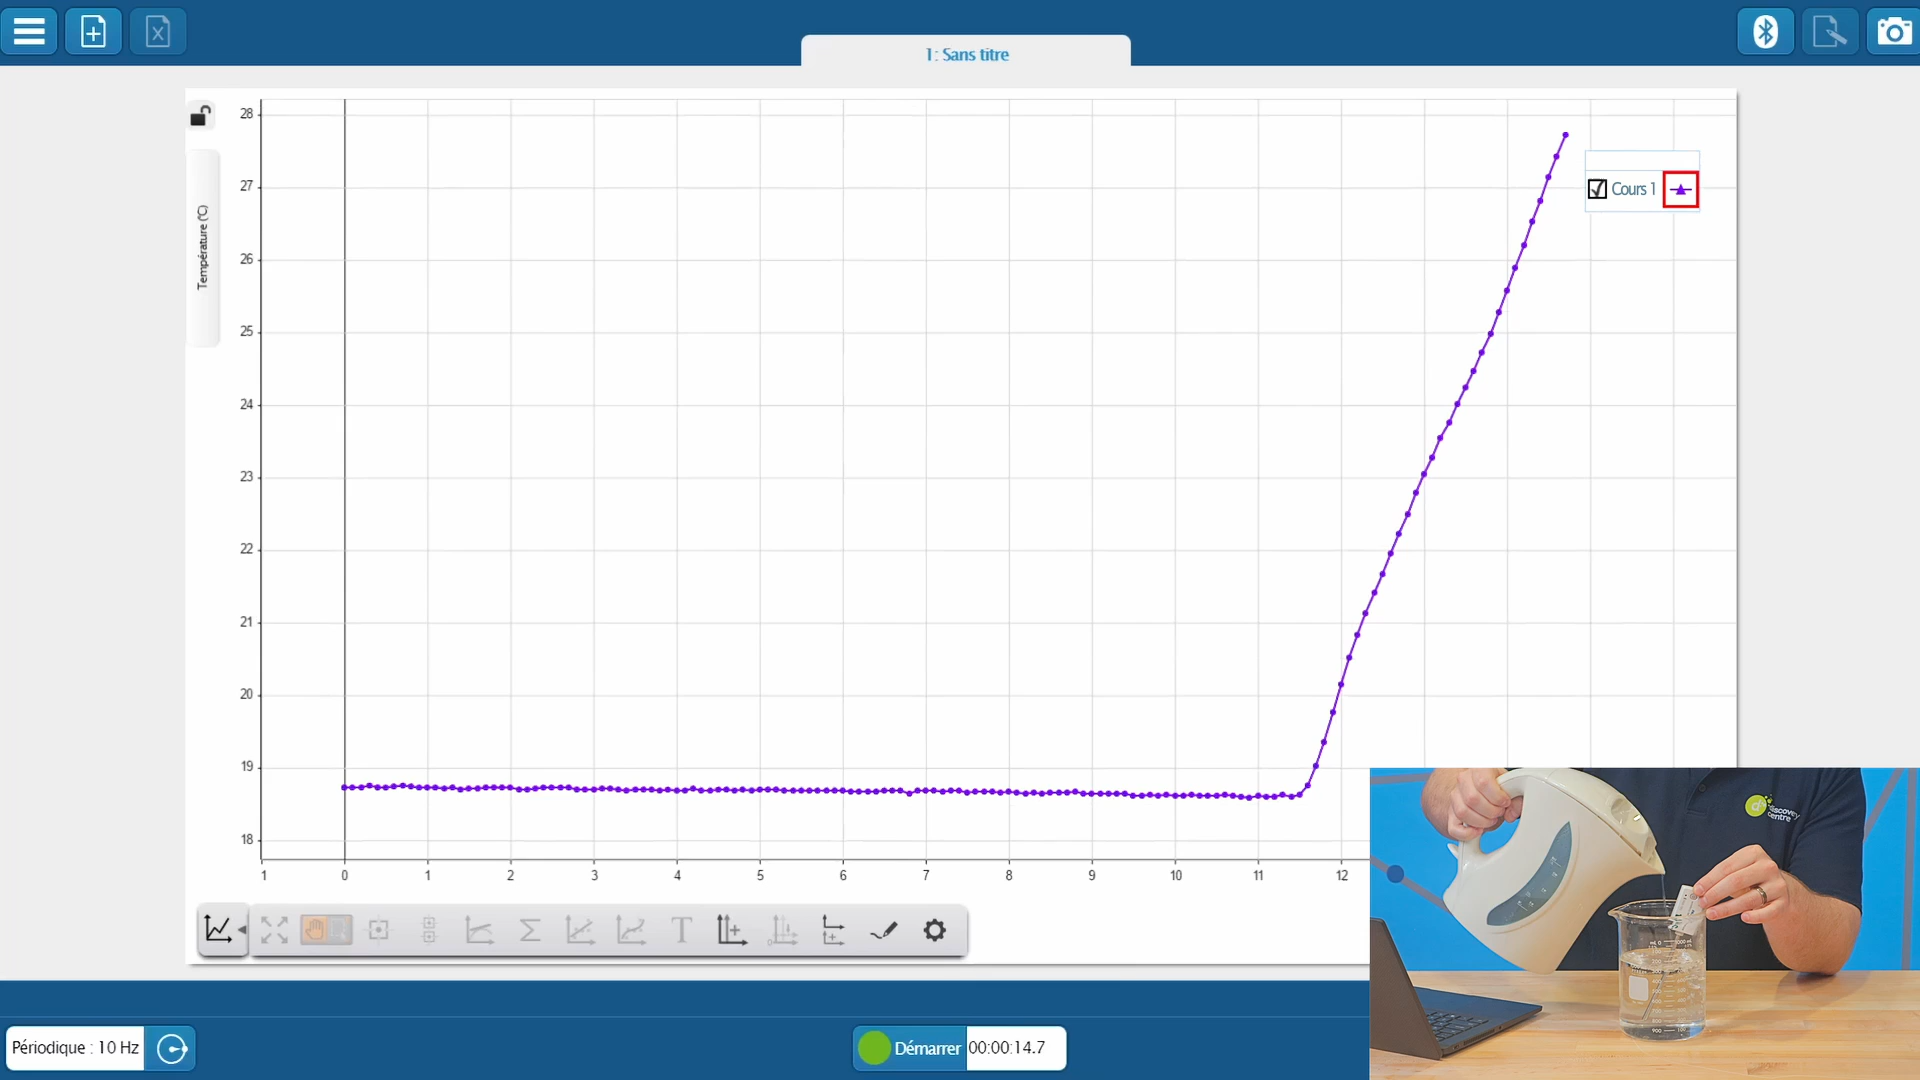 1: Sans titre
28
27
26
25
24
23
22
21
20
19
18
Température (°C)
Cours 1
1 0 1 2 3 4 5 6 7 8 9 10 11 12
T
discovery
centre
Périodique : 10 Hz
Démarrer 00:00:14.7